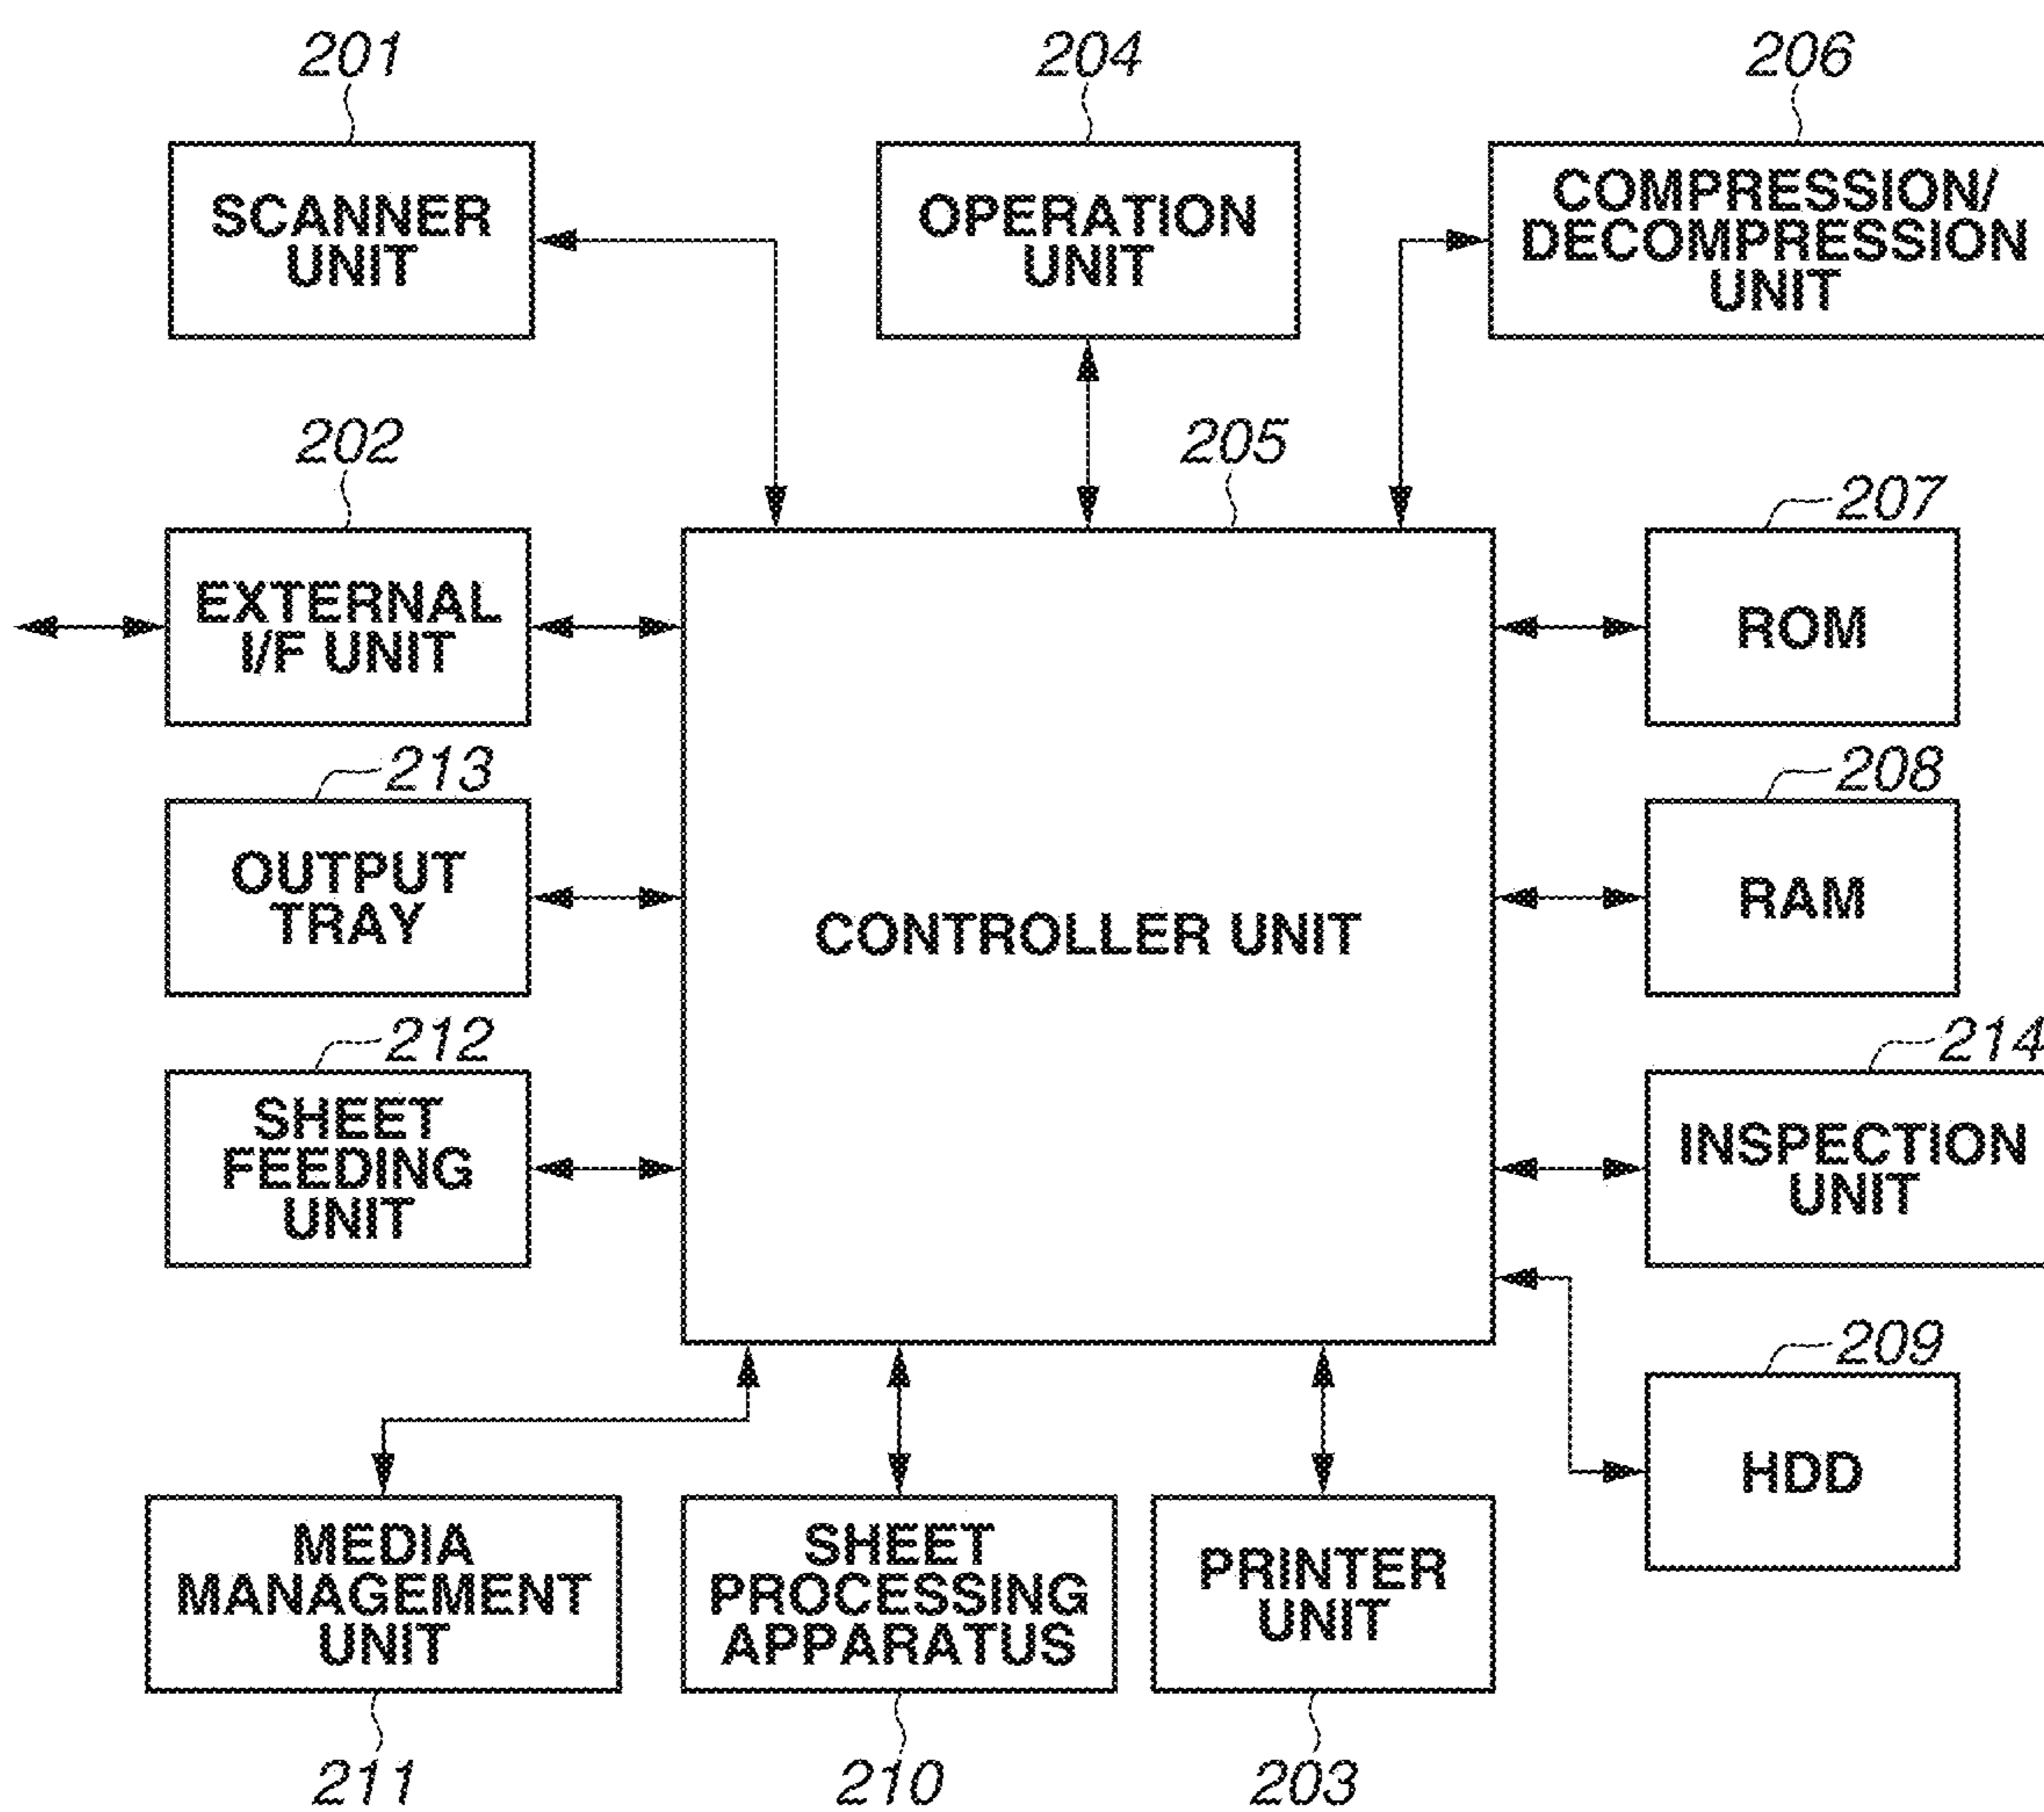 201
204
206
SCANNER
UNIT
OPERATION
UNIT
COMPRESSION/
DECOMPRESSION
UNIT
202
205
207
EXTERNAL
I/F UNIT
ROM
213
208
OUTPUT
TRAY
CONTROLLER UNIT
RAM
212
214
SHEET
FEEDING
UNIT
INSPECTION
UNIT
209
HDD
MEDIA
MANAGEMENT
UNIT
SHEET
PROCESSING
APPARATUS
PRINTER
UNIT
211
210
203